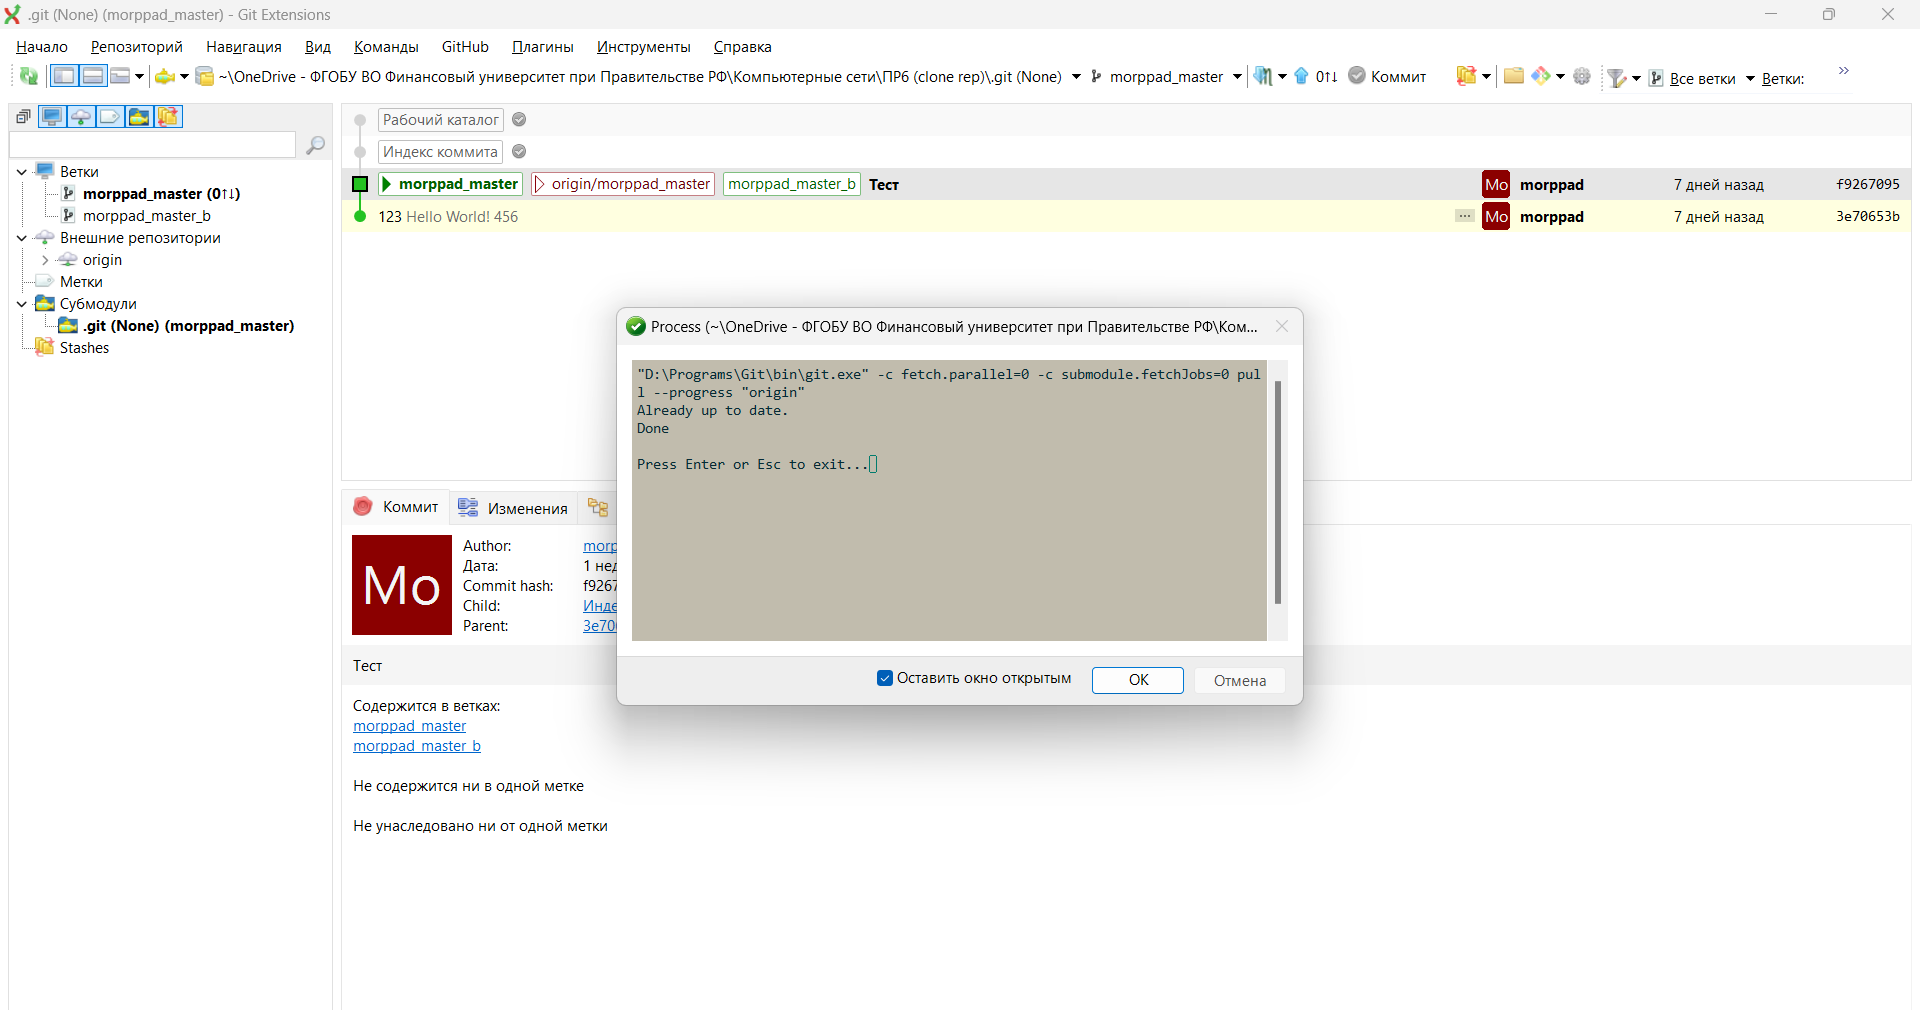 .git (None) (morppad_master) - Git Extensions
Начало Репозиторий Навигация Вид Команды GitHub Плагины Инструменты Справка
~\OneDrive - ФГОБУ ВО Финансовый университет при Правительстве РФ\Компьютерные сети\ПР6 (clone rep)\.git (None) morppad_master 0↑↓ Коммит Все ветки Ветки: »
Рабочий каталог
Индекс коммита
morppad_master origin/morppad_master morppad_master_b Тест Mo morppad 7 дней назад f9267095
123 Hello World! 456 ... Mo morppad 7 дней назад 3e70653b
Ветки
morppad_master (0↑↓)
morppad_master_b
Внешние репозитории
origin
Метки
Субмодули
.git (None) (morppad_master)
Stashes
Process (~\OneDrive - ФГОБУ ВО Финансовый университет при Правительстве РФ\Ком...
"D:\Programs\Git\bin\git.exe" -c fetch.parallel=0 -c submodule.fetchJobs=0 pul
l --progress "origin"
Already up to date.
Done
Press Enter or Esc to exit...
Оставить окно открытым OK Отмена
Коммит Изменения
Mo
Author: morp
Дата: 1 нед
Commit hash: f9267
Child: Инде
Parent: 3e70
Тест
Содержится в ветках:
morppad_master
morppad_master_b
Не содержится ни в одной метке
Не унаследовано ни от одной метки